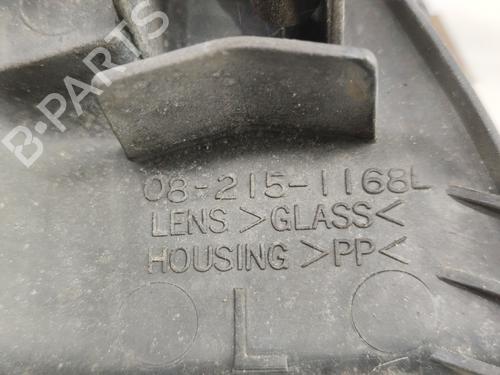 B-PARTS
08-215-1168L
LENS >GLASS<
HOUSING >PP<
L